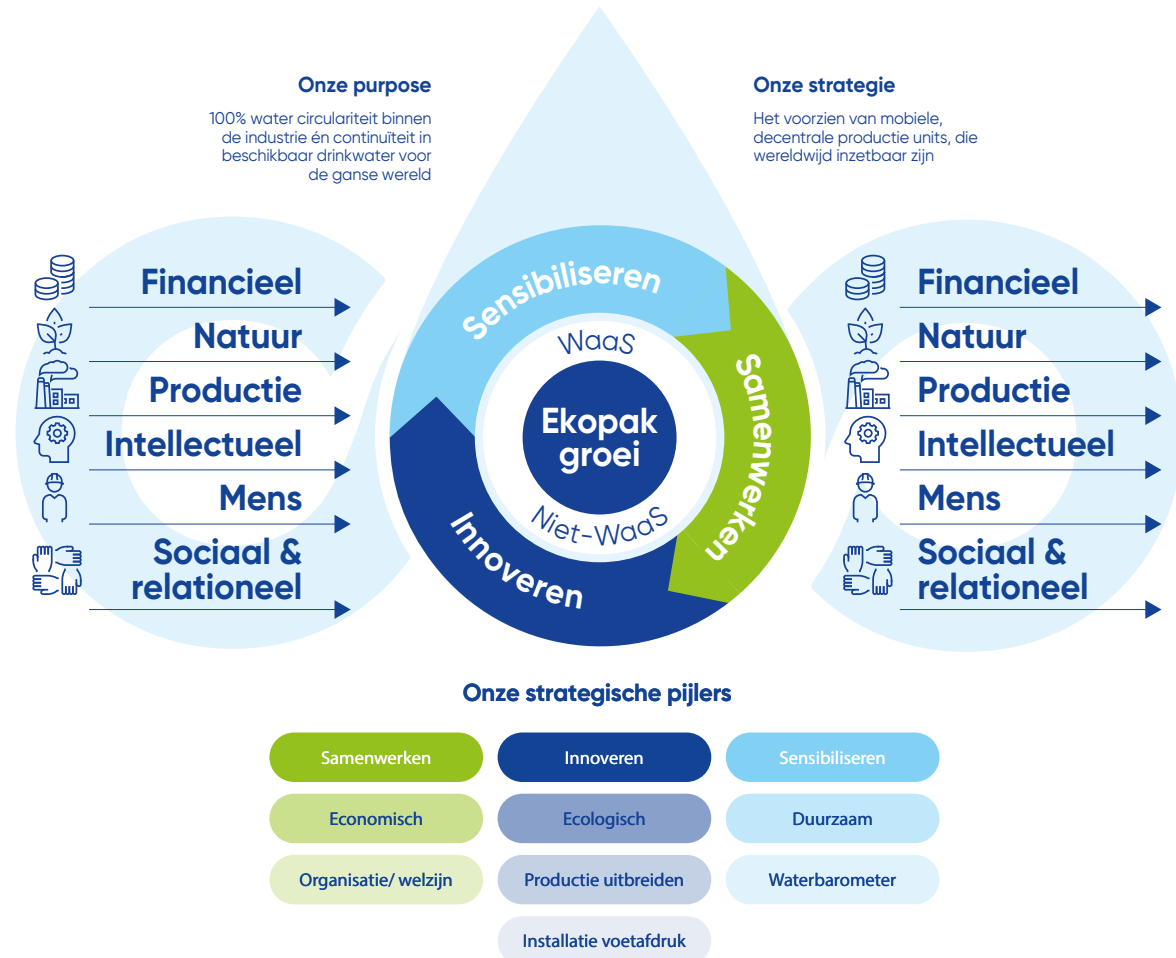 Onze purpose
100% water circulariteit binnen
de industrie én continuïteit in
beschikbaar drinkwater voor
de ganse wereld
Onze strategie
Het voorzien van mobiele,
decentrale productie units, die
wereldwijd inzetbaar zijn
Financieel
Natuur
Productie
Intellectueel
Mens
Sociaal &
relationeel
Sensibiliseren
Samenwerken
Innoveren
WaaS
Ekopak
groei
Niet-WaaS
Financieel
Natuur
Productie
Intellectueel
Mens
Sociaal &
relationeel
Onze strategische pijlers
Samenwerken
Innoveren
Sensibiliseren
Economisch
Ecologisch
Duurzaam
Organisatie/ welzijn
Productie uitbreiden
Waterbarometer
Installatie voetafdruk